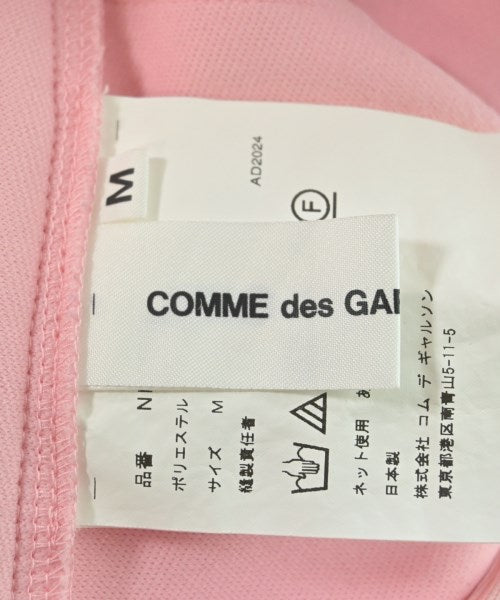 M
COMME des GAR
AD2024
F
品番 N
ポリエステル
サイズ M
縫製責任者
ネット使用 あ
日本製
株式会社 コム デ ギャルソン
東京都港区南青山5-11-5